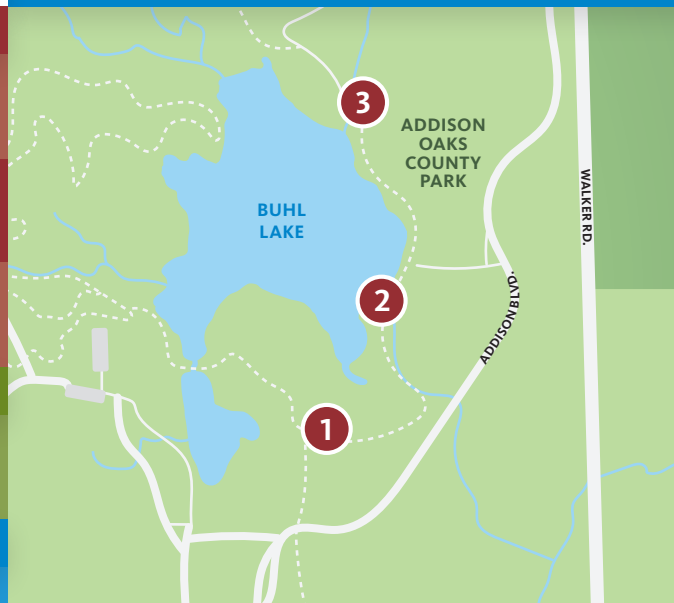 3
ADDISON
OAKS
COUNTY
PARK
BUHL
LAKE
WALKER RD.
2
ADDISON BLVD.
1